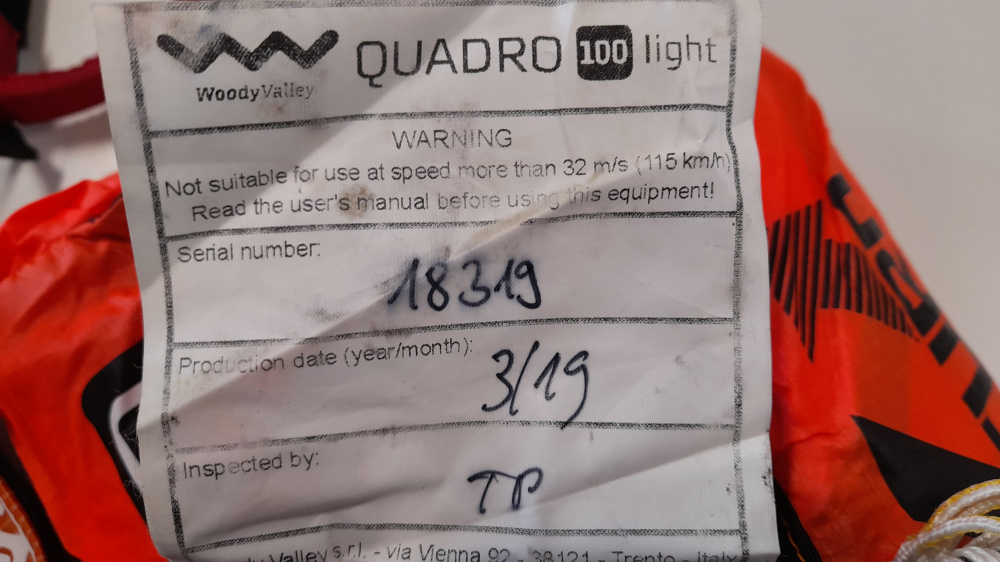 WoodyValley
QUADRO 100 light
WARNING
Not suitable for use at speed more than 32 m/s (115 km/h)
Read the user's manual before using this equipment!
Serial number:
18319
Production date (year/month):
3/19
Inspected by:
TP
Valley s.r.l. - via Vienna 92 - 38121 - Trento - Italy